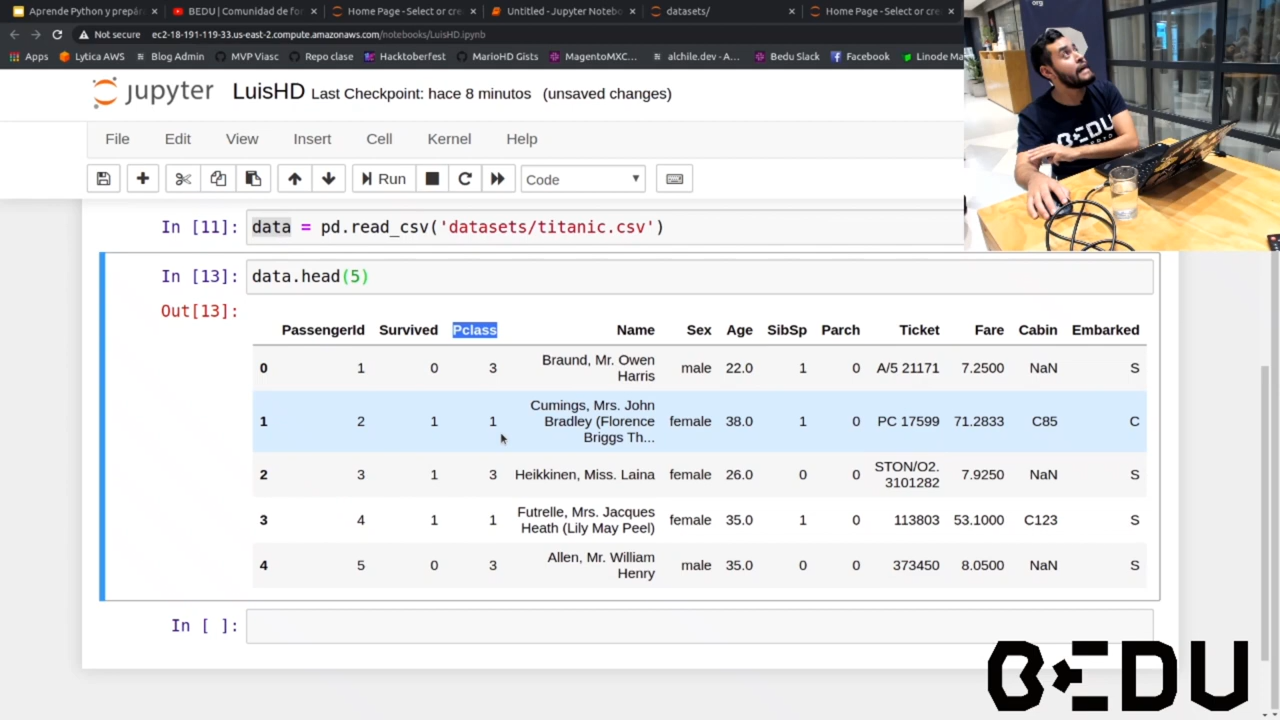 Aprende Python y prepár
BEDU | Comunidad de for
Home Page - Select or cre
Untitled - Jupyter Notebo
datasets/
Home Page - Select or cre
Not secure
ec2-18-191-119-33.us-east-2.compute.amazonaws.com/notebooks/LuisHD.ipynb
Apps
Lytica AWS
Blog Admin
MVP Viasc
Repo clase
Hacktoberfest
MarioHD Gists
MagentoMXC...
alchile.dev - A...
Bedu Slack
Facebook
Linode Ma
org
BEDU
jupyter LuisHD Last Checkpoint: hace 8 minutos (unsaved changes)
File Edit View Insert Cell Kernel Help
Run Code
In [11]: data = pd.read_csv('datasets/titanic.csv')
In [13]: data.head(5)
Out[13]:
PassengerId Survived Pclass Name Sex Age SibSp Parch Ticket Fare Cabin Embarked
0 1 0 3 Braund, Mr. Owen Harris male 22.0 1 0 A/5 21171 7.2500 NaN S
1 2 1 1 Cumings, Mrs. John Bradley (Florence Briggs Th... female 38.0 1 0 PC 17599 71.2833 C85 C
2 3 1 3 Heikkinen, Miss. Laina female 26.0 0 0 STON/O2. 3101282 7.9250 NaN S
3 4 1 1 Futrelle, Mrs. Jacques Heath (Lily May Peel) female 35.0 1 0 113803 53.1000 C123 S
4 5 0 3 Allen, Mr. William Henry male 35.0 0 0 373450 8.0500 NaN S
In [ ]:
BEDU